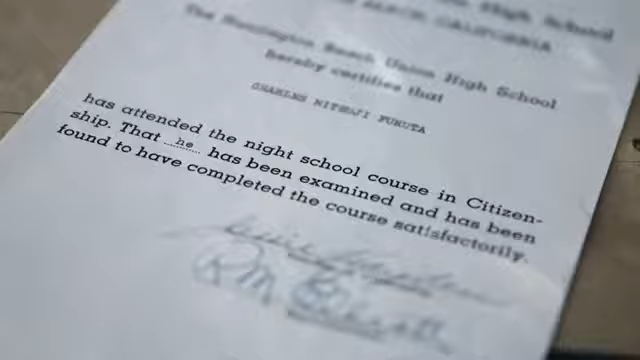 High School
CALIFORNIA
The Huntington Beach Union High School
hereby certifies that
CHARLES MITSUJI FURUTA
has attended the night school course in Citizen-
ship. That he has been examined and has been
found to have completed the course satisfactorily.